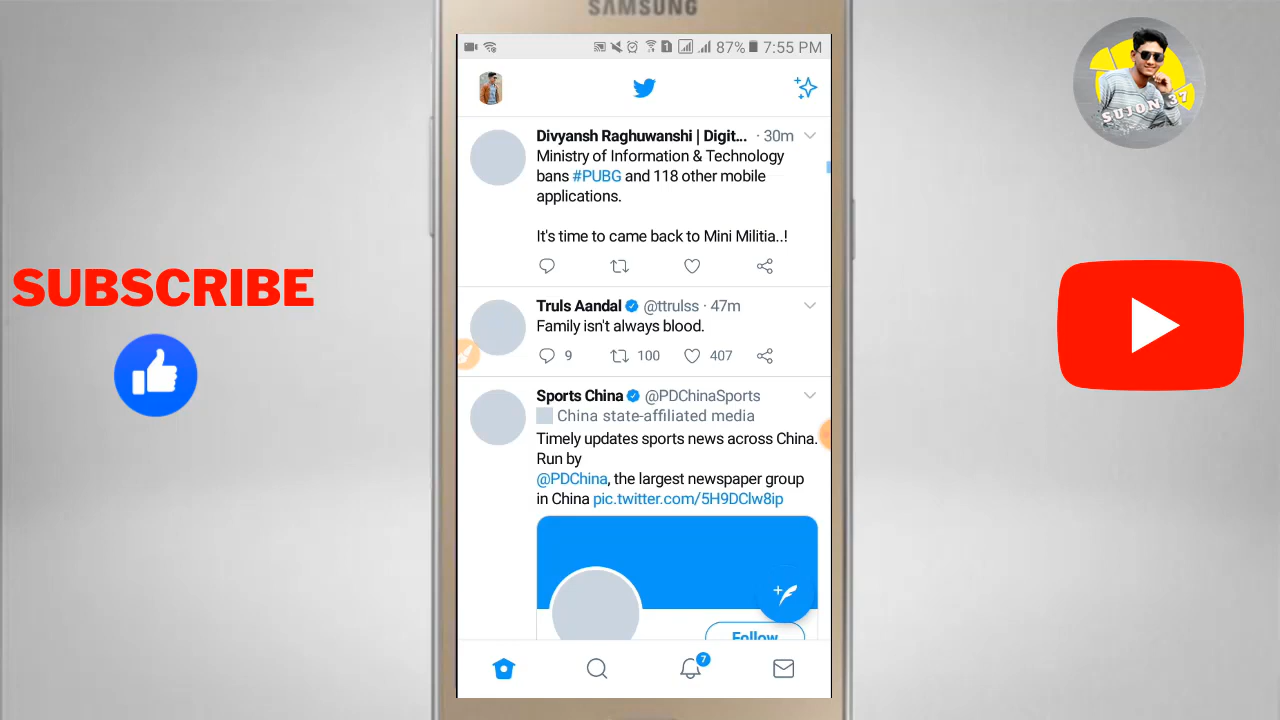 SAMSUNG
87% 7:55 PM
SUJON 37
Divyansh Raghuwanshi | Digit... · 30m
Ministry of Information & Technology
bans #PUBG and 118 other mobile
applications.
It's time to came back to Mini Militia..!
SUBSCRIBE
Truls Aandal @ttrulss · 47m
Family isn't always blood.
9 100 407
Sports China @PDChinaSports
China state-affiliated media
Timely updates sports news across China.
Run by
@PDChina, the largest newspaper group
in China pic.twitter.com/5H9DClw8ip
Follow
7